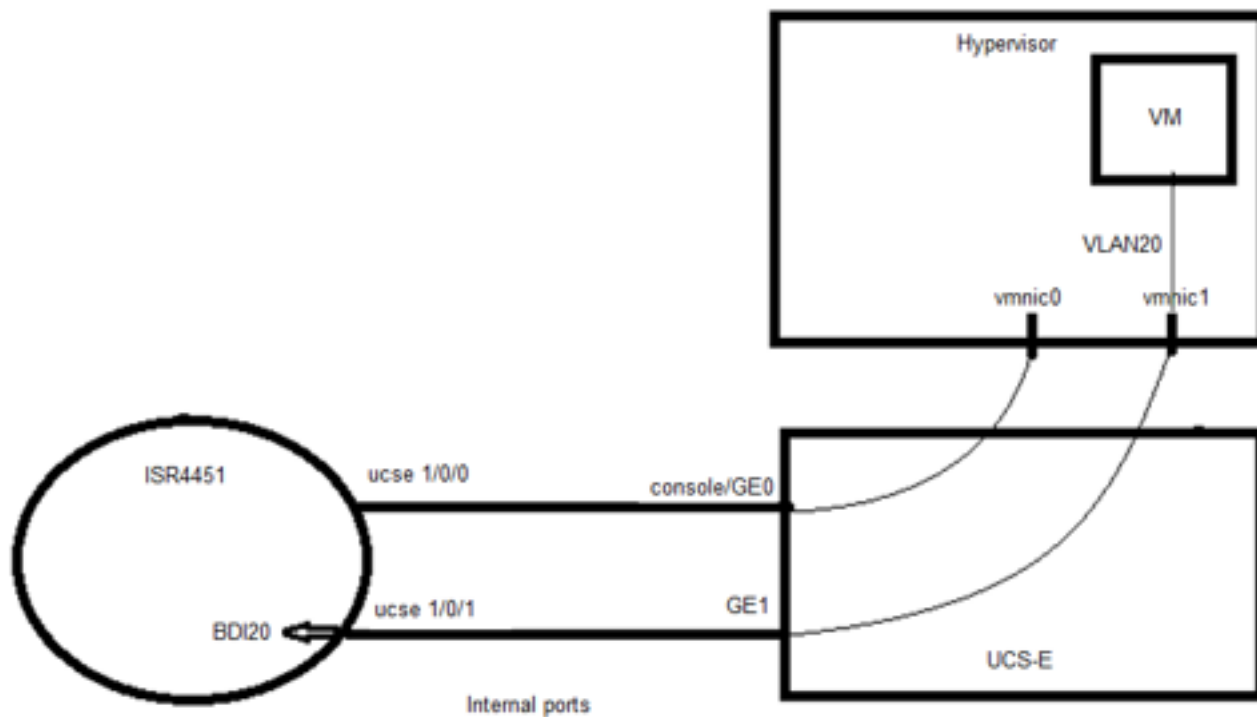 Hypervisor
VM
VLAN20
vmnic0
vmnic1
ISR4451
ucse 1/0/0
console/GE0
ucse 1/0/1
GE1
BDI20
UCS-E
Internal ports